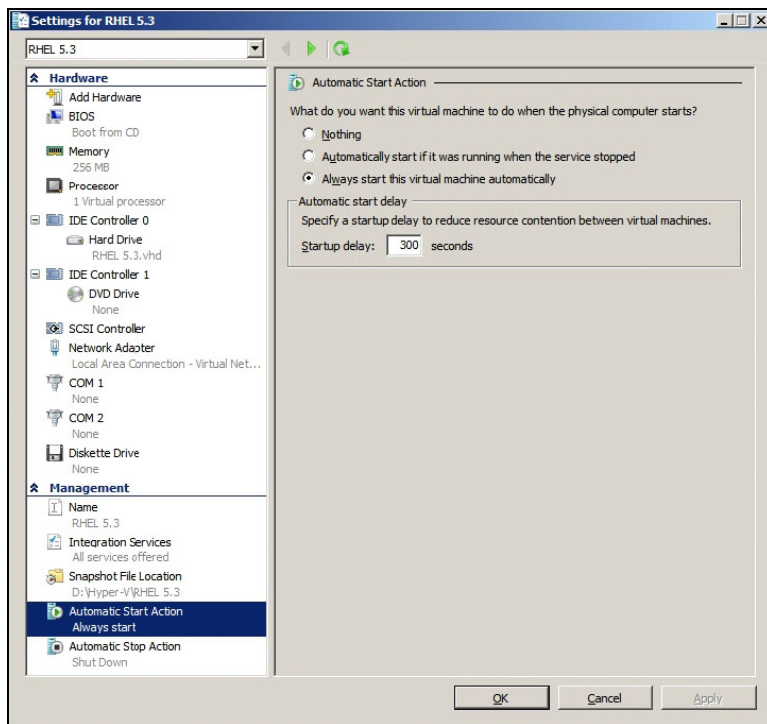 Settings for RHEL 5.3
RHEL 5.3
Hardware
Add Hardware
BIOS
Boot from CD
Memory
256 MB
Processor
1 Virtual processor
IDE Controller 0
Hard Drive
RHEL 5.3.vhd
IDE Controller 1
DVD Drive
None
SCSI Controller
Network Adapter
Local Area Connection - Virtual Net...
COM 1
None
COM 2
None
Diskette Drive
None
Management
Name
RHEL 5.3
Integration Services
All services offered
Snapshot File Location
D:\Hyper-V\RHEL 5.3
Automatic Start Action
Always start
Automatic Stop Action
Shut Down
Automatic Start Action
What do you want this virtual machine to do when the physical computer starts?
Nothing
Automatically start if it was running when the service stopped
Always start this virtual machine automatically
Automatic start delay
Specify a startup delay to reduce resource contention between virtual machines.
Startup delay: 300 seconds
OK Cancel Apply